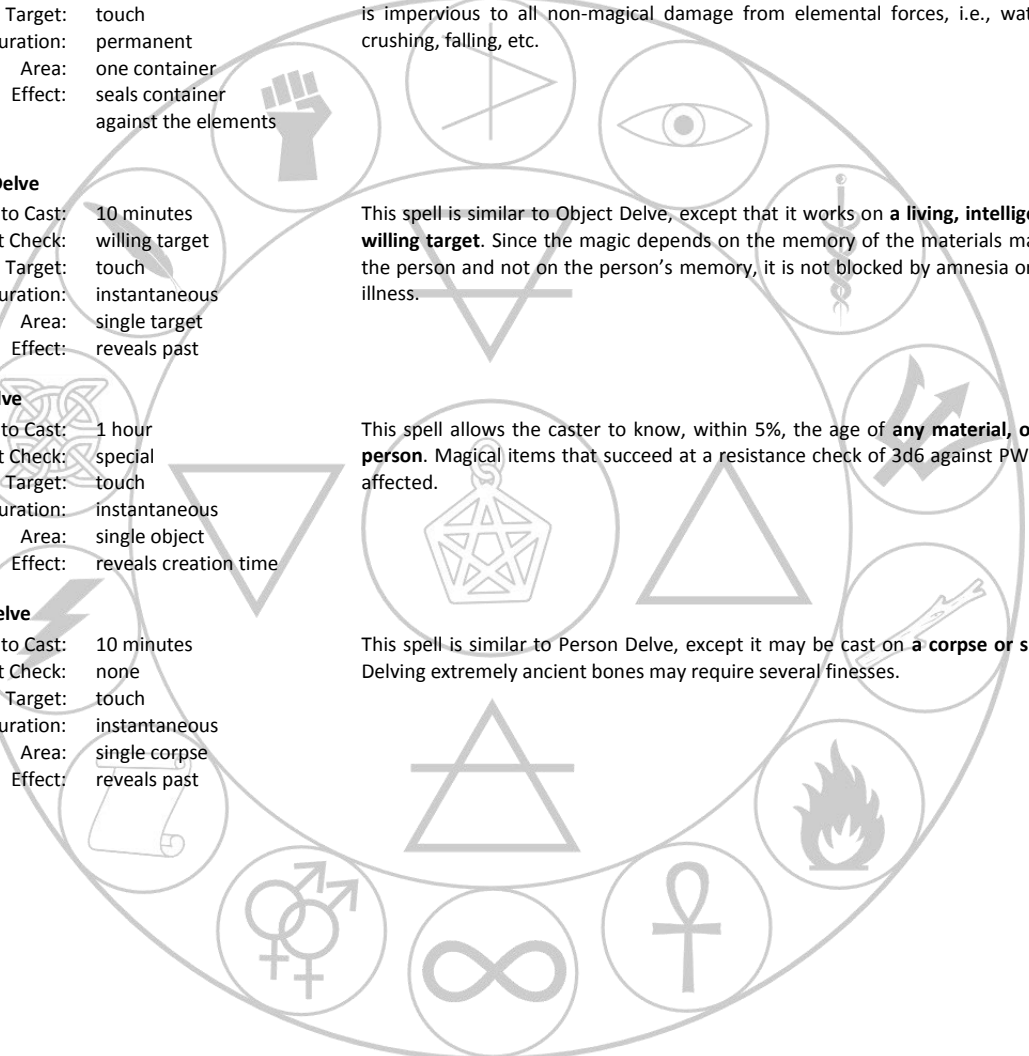 Target: touch
uration: permanent
Area: one container
Effect: seals container
against the elements
is impervious to all non-magical damage from elemental forces, i.e., wat
crushing, falling, etc.
Delve
to Cast: 10 minutes
t Check: willing target
Target: touch
uration: instantaneous
Area: single target
Effect: reveals past
This spell is similar to Object Delve, except that it works on a living, intellige
willing target. Since the magic depends on the memory of the materials ma
the person and not on the person's memory, it is not blocked by amnesia or
illness.
lve
to Cast: 1 hour
t Check: special
Target: touch
uration: instantaneous
Area: single object
Effect: reveals creation time
This spell allows the caster to know, within 5%, the age of any material, o
person. Magical items that succeed at a resistance check of 3d6 against PW
affected.
elve
to Cast: 10 minutes
t Check: none
Target: touch
uration: instantaneous
Area: single corpse
Effect: reveals past
This spell is similar to Person Delve, except it may be cast on a corpse or s
Delving extremely ancient bones may require several finesses.